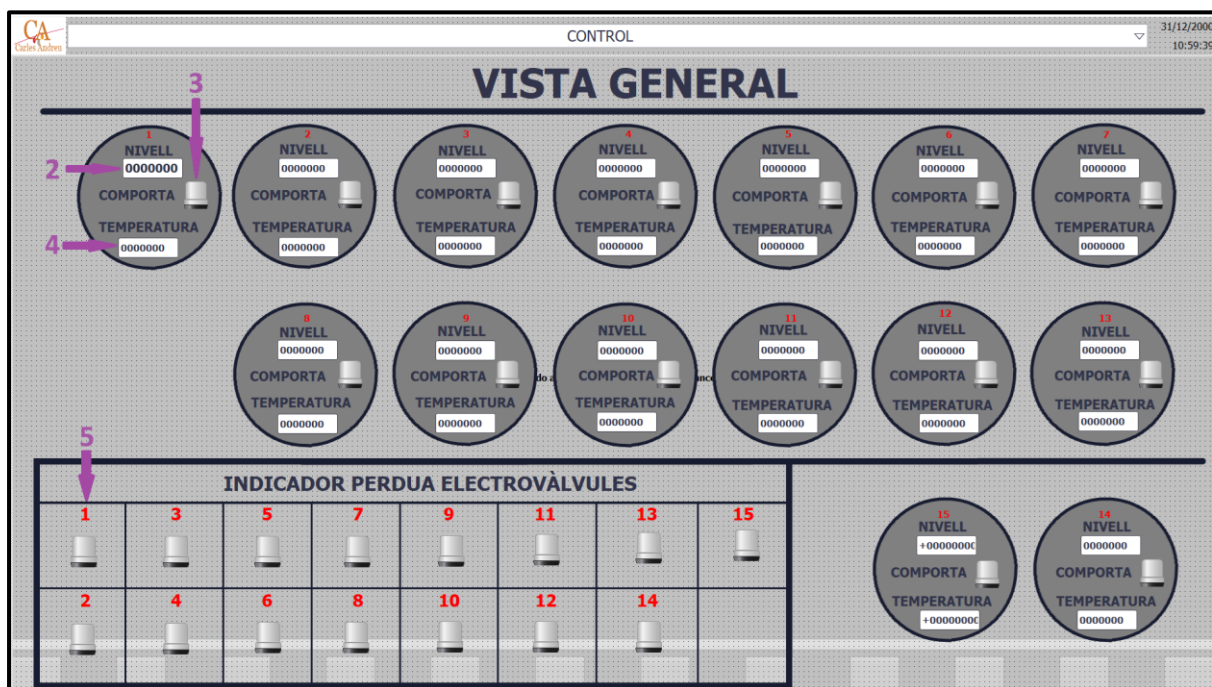 CA
Carles Andreu
CONTROL
31/12/2000
10:59:39
VISTA GENERAL
3
1
NIVELL
2
0000000
COMPORTA
TEMPERATURA
4
0000000
2
NIVELL
0000000
COMPORTA
TEMPERATURA
0000000
3
NIVELL
0000000
COMPORTA
TEMPERATURA
0000000
4
NIVELL
0000000
COMPORTA
TEMPERATURA
0000000
5
NIVELL
0000000
COMPORTA
TEMPERATURA
0000000
6
NIVELL
0000000
COMPORTA
TEMPERATURA
0000000
7
NIVELL
0000000
COMPORTA
TEMPERATURA
0000000
8
NIVELL
0000000
COMPORTA
TEMPERATURA
0000000
9
NIVELL
0000000
COMPORTA
TEMPERATURA
0000000
10
NIVELL
0000000
COMPORTA
TEMPERATURA
0000000
11
NIVELL
0000000
COMPORTA
TEMPERATURA
0000000
12
NIVELL
0000000
COMPORTA
TEMPERATURA
0000000
13
NIVELL
0000000
COMPORTA
TEMPERATURA
0000000
5
INDICADOR PERDUA ELECTROVÀLVULES
1 3 5 7 9 11 13 15
2 4 6 8 10 12 14
15
NIVELL
+0000000
COMPORTA
TEMPERATURA
+0000000
14
NIVELL
0000000
COMPORTA
TEMPERATURA
0000000